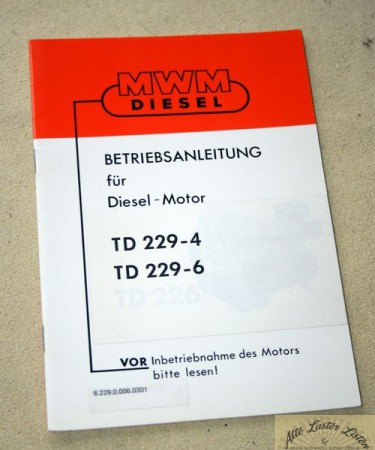 MWM
DIESEL
BETRIEBSANLEITUNG
für
Diesel-Motor
TD 229-4
TD 229-6
TD 226
VOR Inbetriebnahme des Motors
bitte lesen!
6.229.0.006.0301
Alte Laster Listen